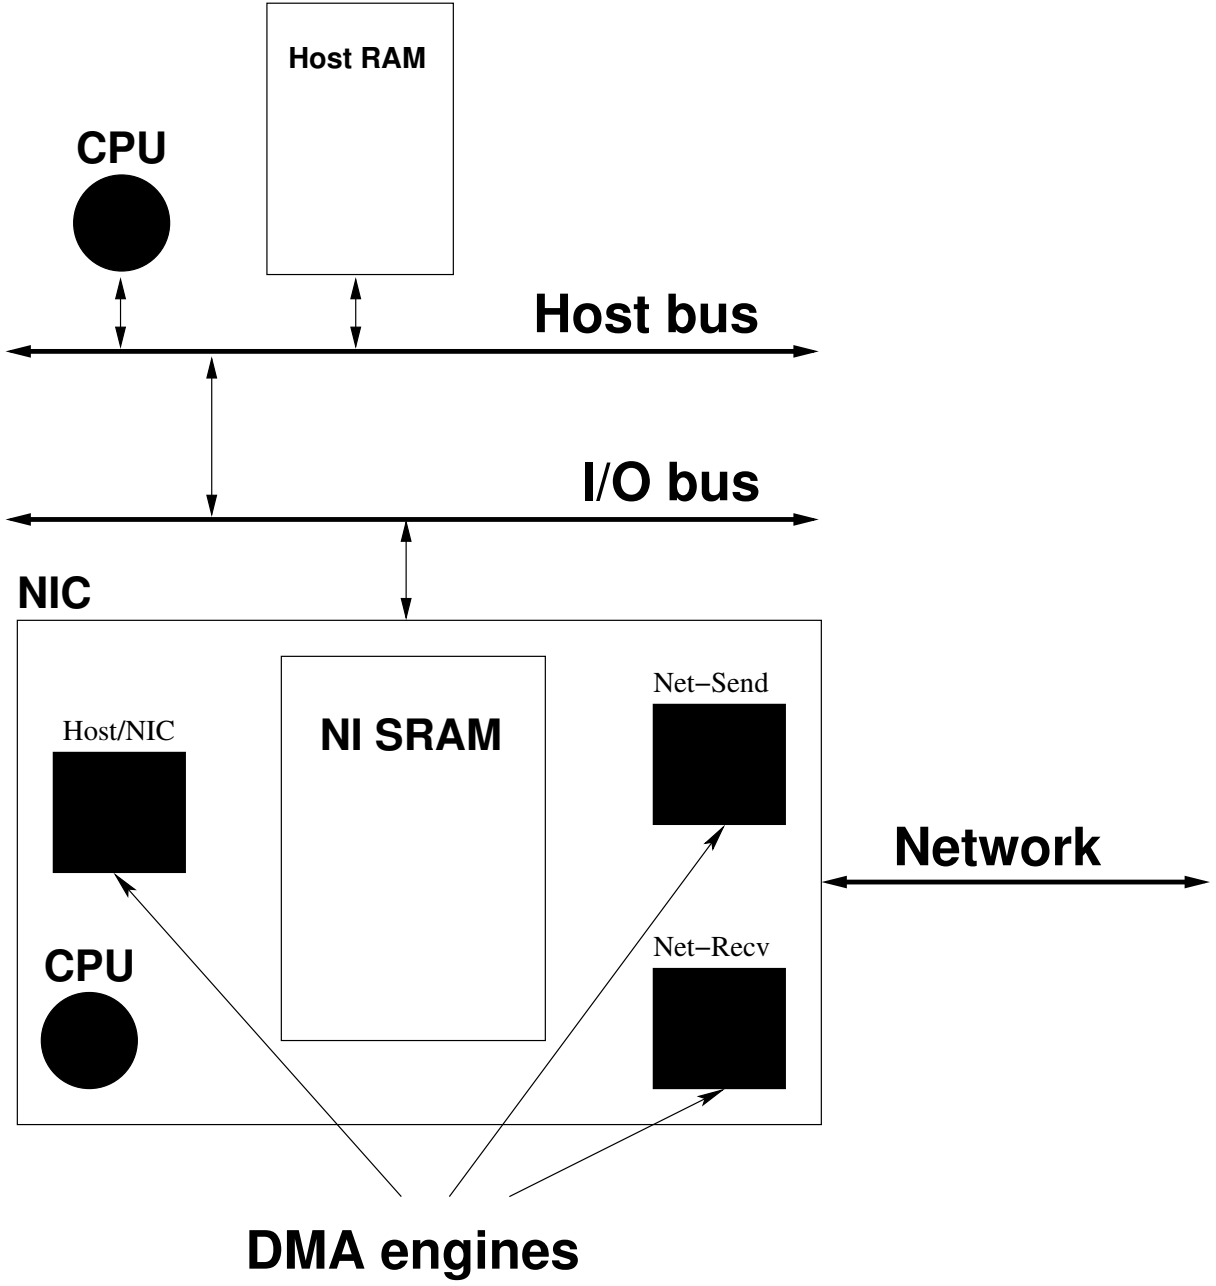 Host RAM
CPU
Host bus
I/O bus
NIC
Net−Send
Host/NIC
NI SRAM
Network
Net−Recv
CPU
DMA engines